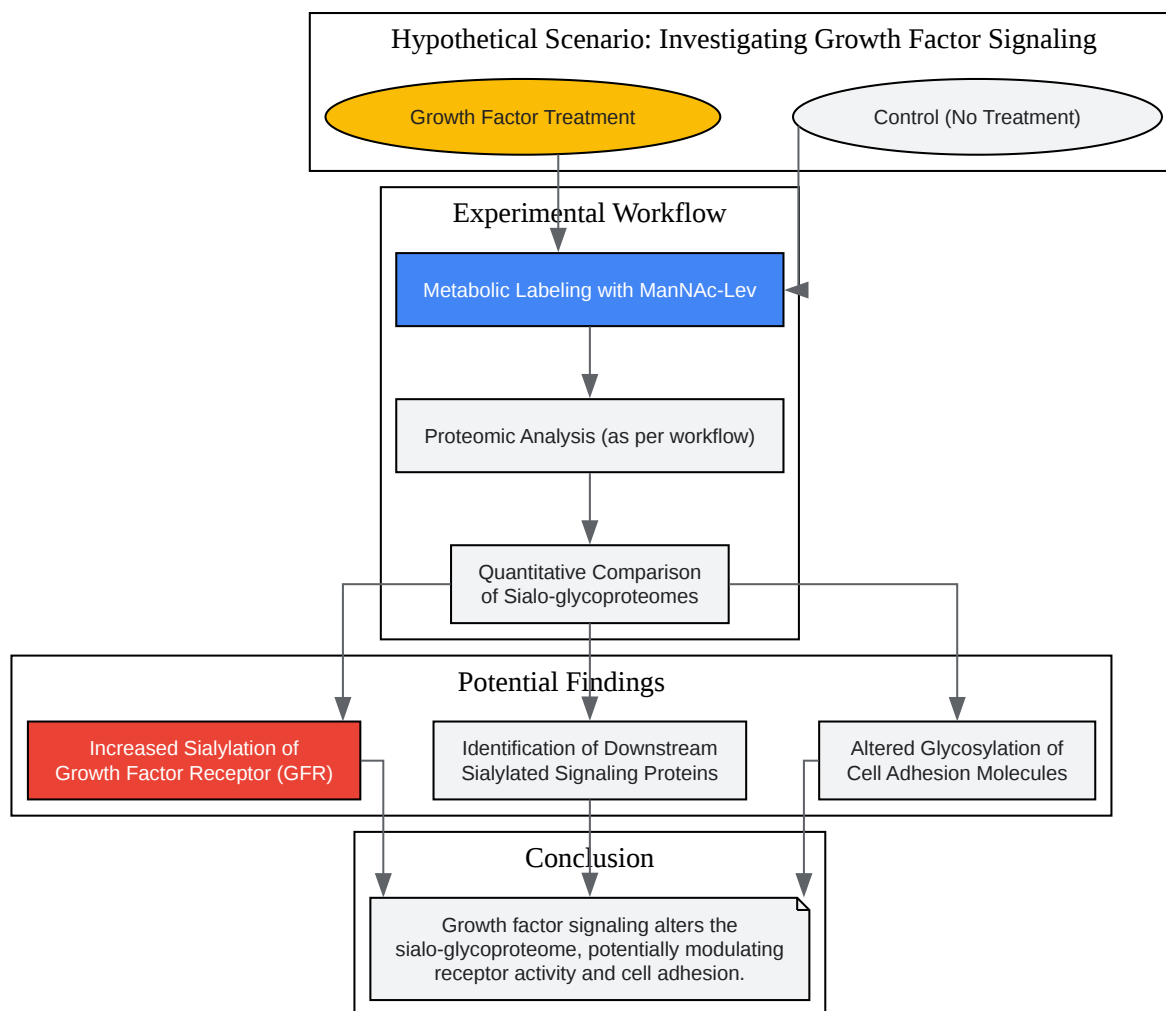 Hypothetical Scenario: Investigating Growth Factor Signaling
Growth Factor Treatment
Control (No Treatment)
Experimental Workflow
Metabolic Labeling with ManNAc-Lev
Proteomic Analysis (as per workflow)
Quantitative Comparison
of Sialo-glycoproteomes
Potential Findings
Increased Sialylation of
Growth Factor Receptor (GFR)
Identification of Downstream
Sialylated Signaling Proteins
Altered Glycosylation of
Cell Adhesion Molecules
Conclusion
Growth factor signaling alters the
sialo-glycoproteome, potentially modulating
receptor activity and cell adhesion.